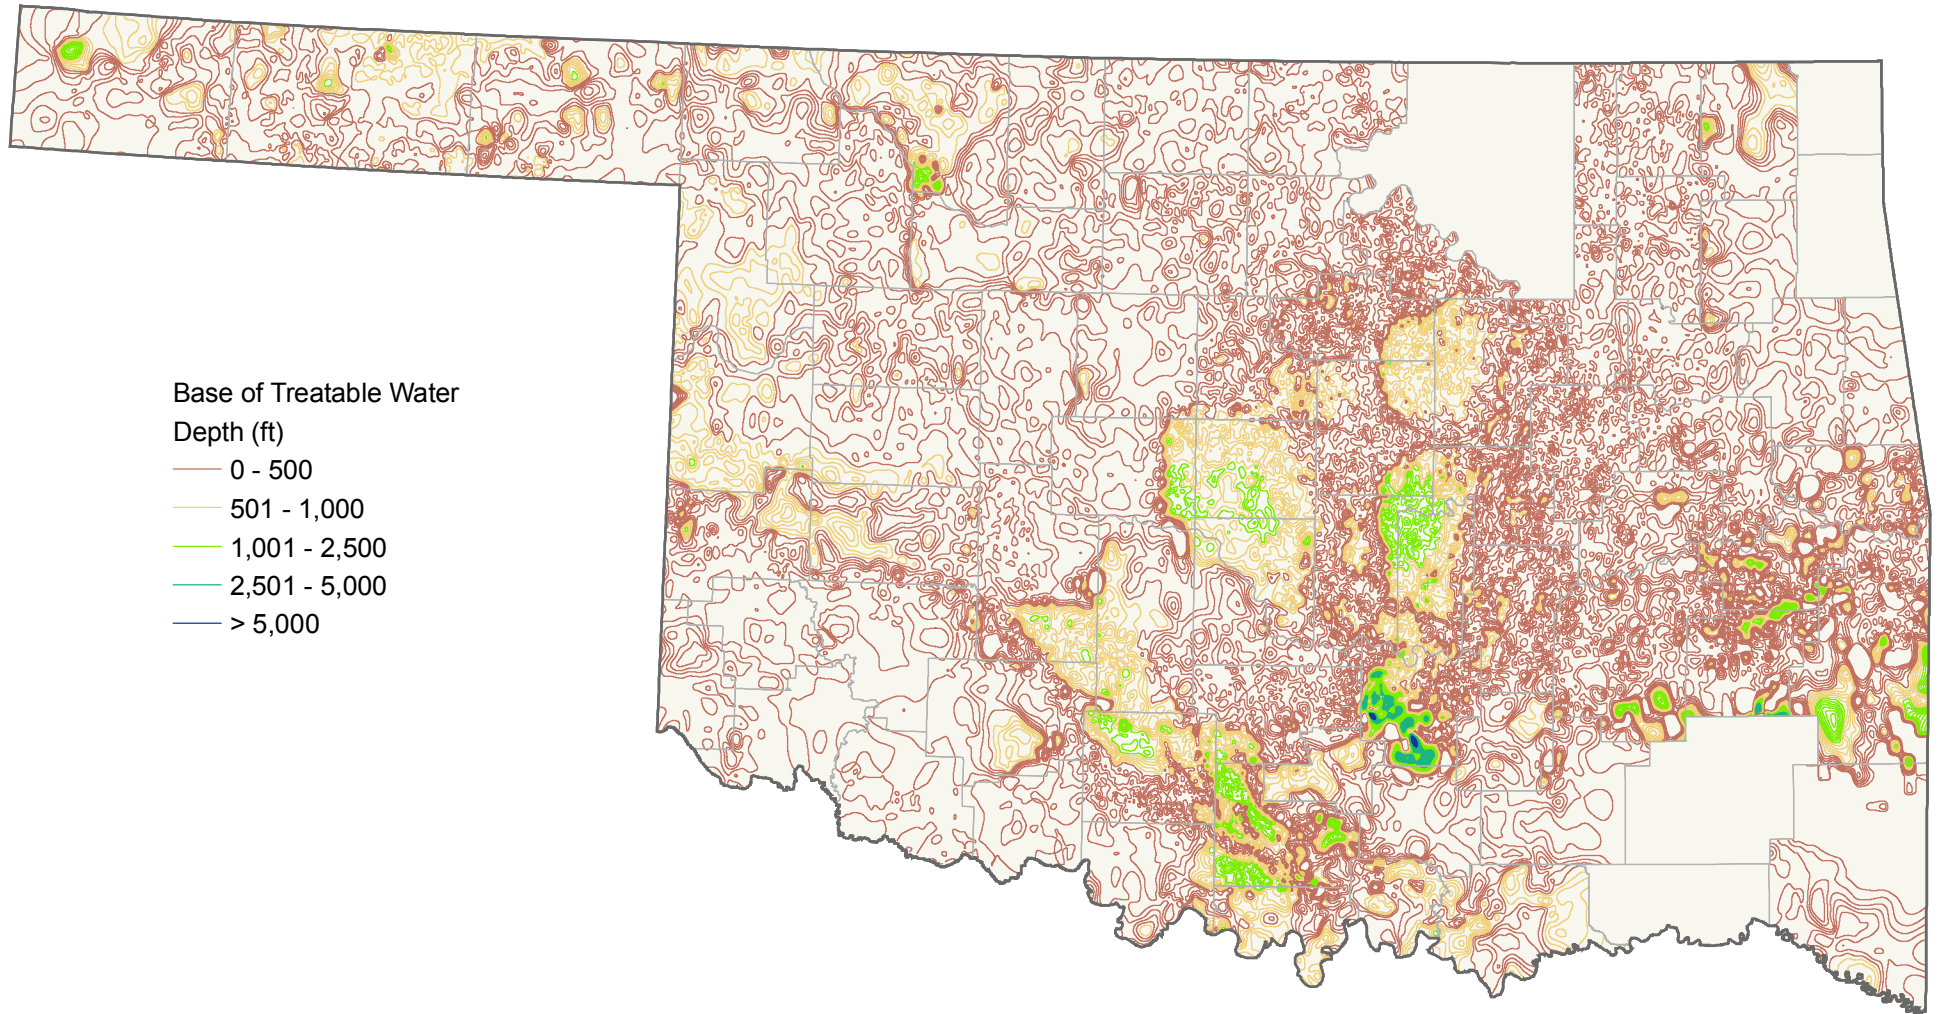 Base of Treatable Water
Depth (ft)
0 - 500
501 - 1,000
1,001 - 2,500
2,501 - 5,000
> 5,000